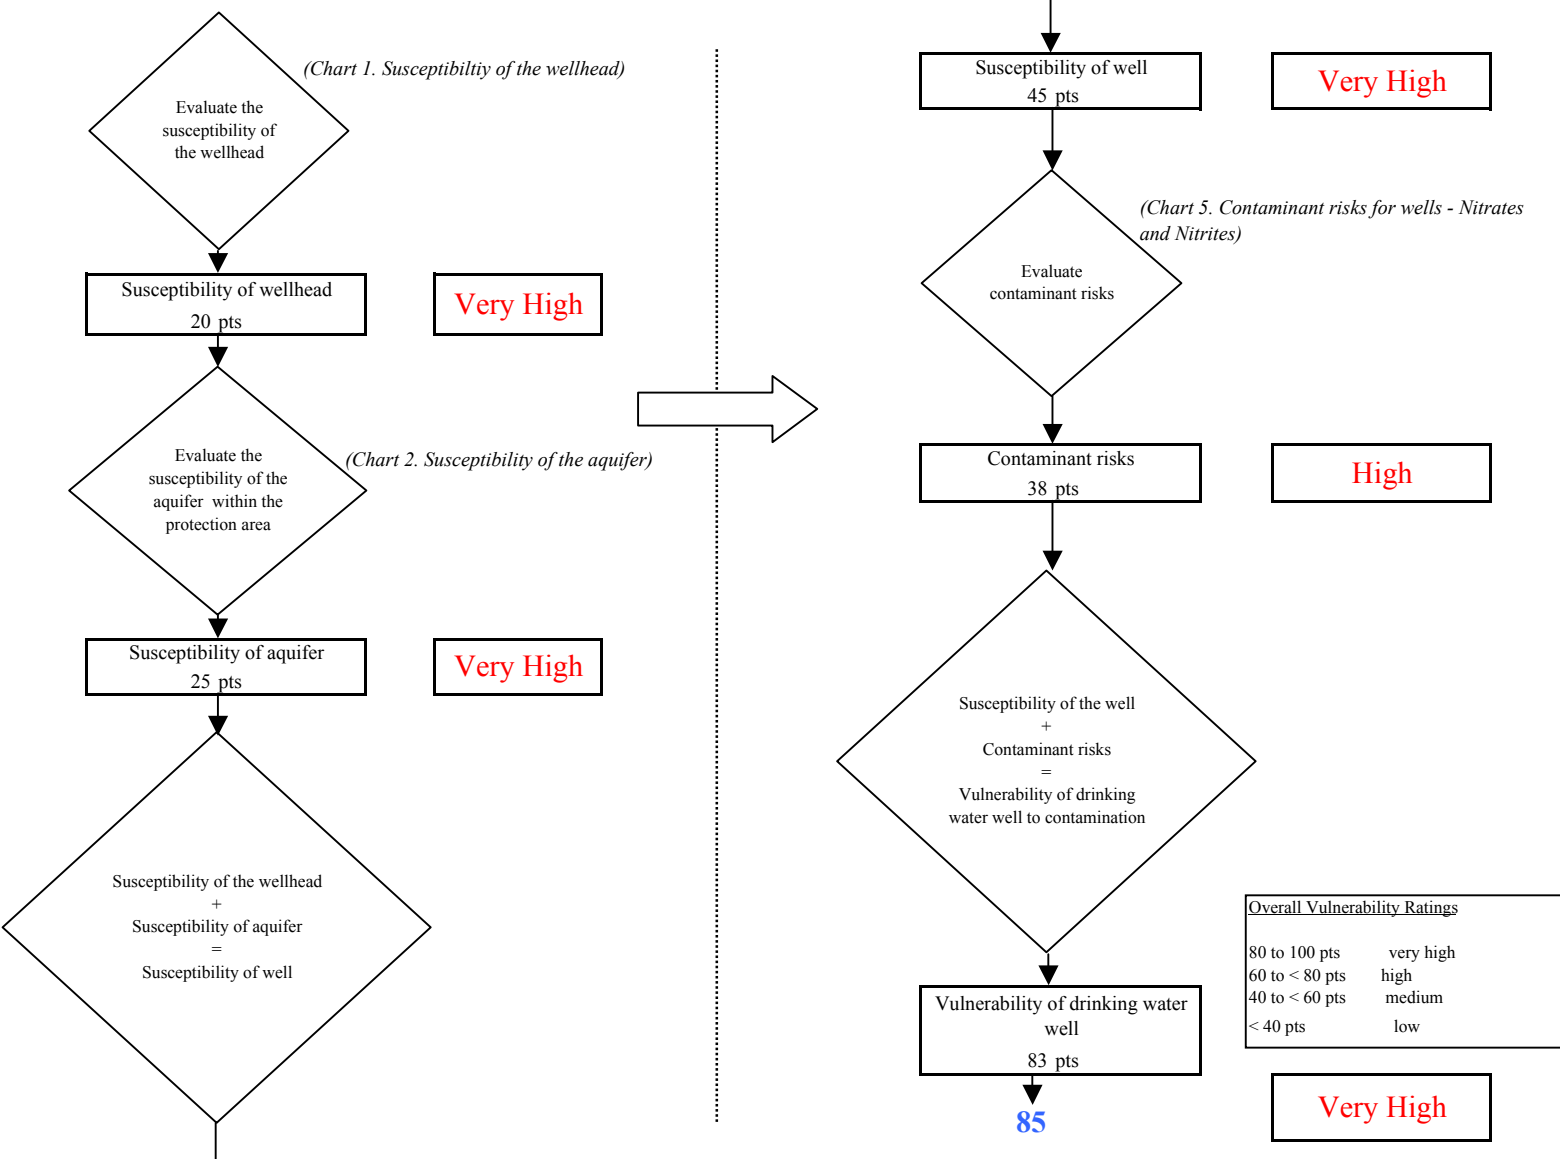 (Chart 1. Susceptibiltiy of the wellhead)
Evaluate the
susceptibility of
the wellhead
Susceptibility of wellhead
20 pts
Very High
Evaluate the
susceptibility of the
aquifer within the
protection area
(Chart 2. Susceptibility of the aquifer)
Susceptibility of aquifer
25 pts
Very High
Susceptibility of the wellhead
+
Susceptibility of aquifer
=
Susceptibility of well
Susceptibility of well
45 pts
Very High
(Chart 5. Contaminant risks for wells - Nitrates
and Nitrites)
Evaluate
contaminant risks
Contaminant risks
38 pts
High
Susceptibility of the well
+
Contaminant risks
=
Vulnerability of drinking
water well to contamination
Overall Vulnerability Ratings
80 to 100 pts very high
60 to < 80 pts high
40 to < 60 pts medium
< 40 pts low
Vulnerability of drinking water
well
83 pts
85
Very High